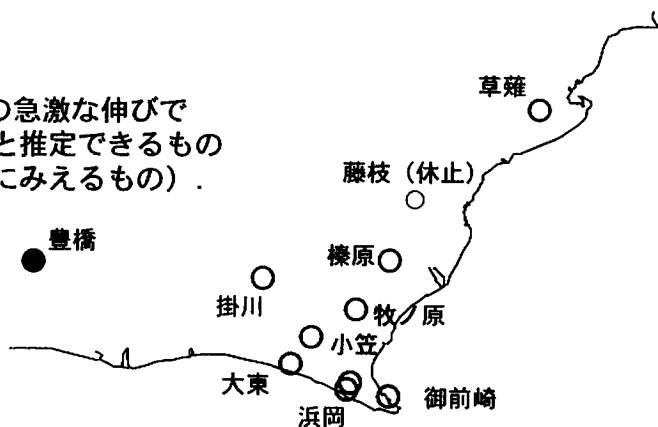 の急激な伸びで
と推定できるもの
にみえるもの）．
草薙
藤枝（休止）
豊橋
榛原
掛川
牧ノ原
小笠
大東
浜岡
御前崎